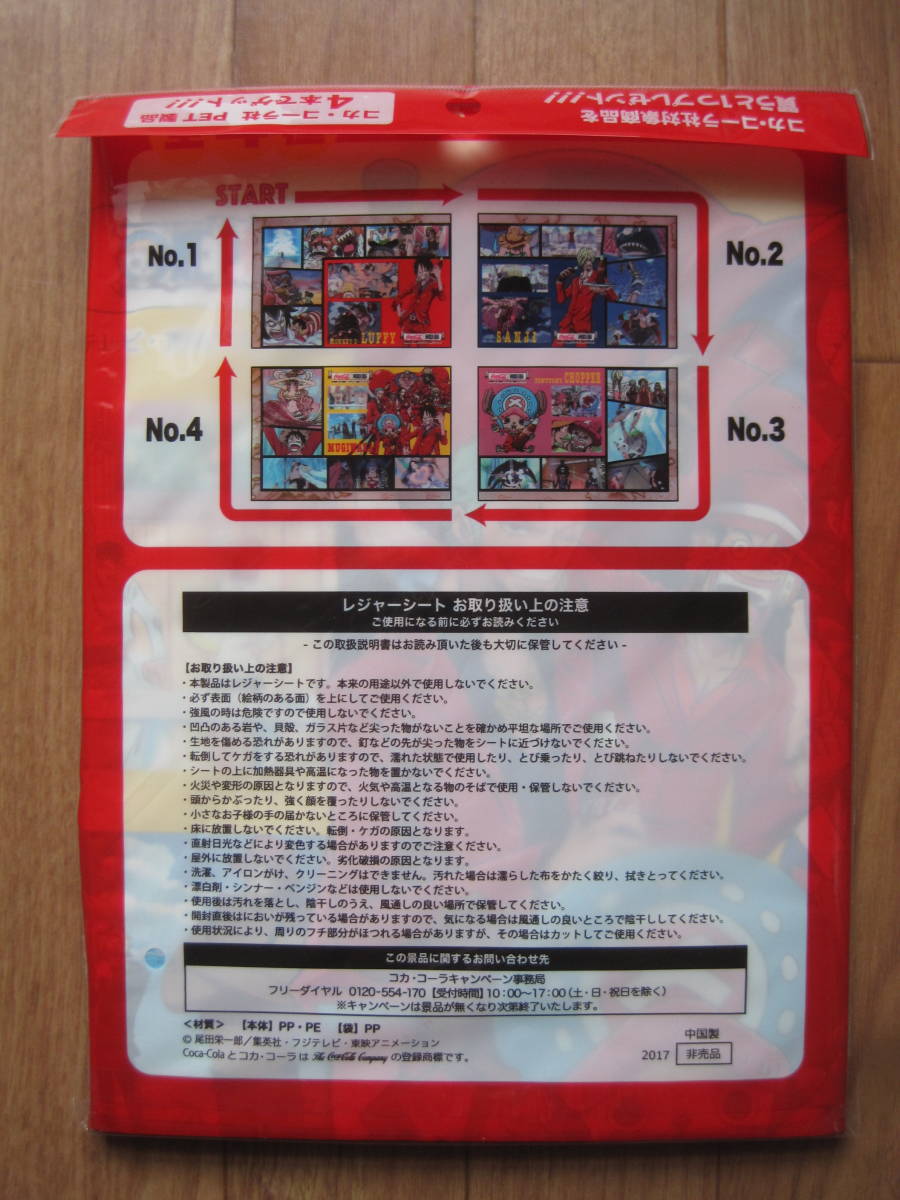 コカ・コーラ社対象商品を
買うと1つプレゼント!!!
コカ・コーラ社 PET 製品
4本でゲット!!!
START
No.1
No.2
LUFFY
SANJI
No.4
No.3
CHOPPER
レジャーシート お取り扱い上の注意
ご使用になる前に必ずお読みください
- この取扱説明書はお読み頂いた後も大切に保管してください -
【お取り扱い上の注意】
・本製品はレジャーシートです。本来の用途以外で使用しないでください。
・必ず表面（絵柄のある面）を上にしてご使用ください。
・強風の時は危険ですので使用しないでください。
・凹凸のある岩や、貝殻、ガラス片など尖った物がないことを確かめ平坦な場所でご使用ください。
・生地を傷める恐れがありますので、釘などの先が尖った物をシートに近づけないでください。
・転倒してケガをする恐れがありますので、濡れた状態で使用したり、とび乗ったり、とび跳ねたりしないでください。
・シートの上に加熱器具や高温になった物を置かないでください。
・火災や変形の原因となりますので、火気や高温となる物のそばで使用・保管しないでください。
・頭からかぶったり、強く顔を覆ったりしないでください。
・小さなお子様の手の届かないところに保管してください。
・床に放置しないでください。転倒・ケガの原因となります。
・直射日光などにより変色する場合がありますのでご注意ください。
・屋外に放置しないでください。劣化破損の原因となります。
・洗濯、アイロンがけ、クリーニングはできません。汚れた場合は濡らした布をかたく絞り、拭きとってください。
・漂白剤・シンナー・ベンジンなどは使用しないでください。
・使用後は汚れを落とし、陰干しのうえ、風通しの良い場所で保管してください。
・開封直後はにおいが残っている場合がありますので、気になる場合は風通しの良いところで陰干ししてください。
・使用状況により、周りのフチ部分がほつれる場合がありますが、その場合はカットしてご使用ください。
この景品に関するお問い合わせ先
コカ・コーラキャンペーン事務局
フリーダイヤル 0120-554-170【受付時間】10:00～17:00（土・日・祝日を除く）
※キャンペーンは景品が無くなり次第終了いたします。
＜材質＞ 【本体】PP・PE 【袋】PP
© 尾田栄一郎／集英社・フジテレビ・東映アニメーション
Coca-Colaとコカ・コーラは The Coca-Cola Company の登録商標です。
中国製
2017 非売品